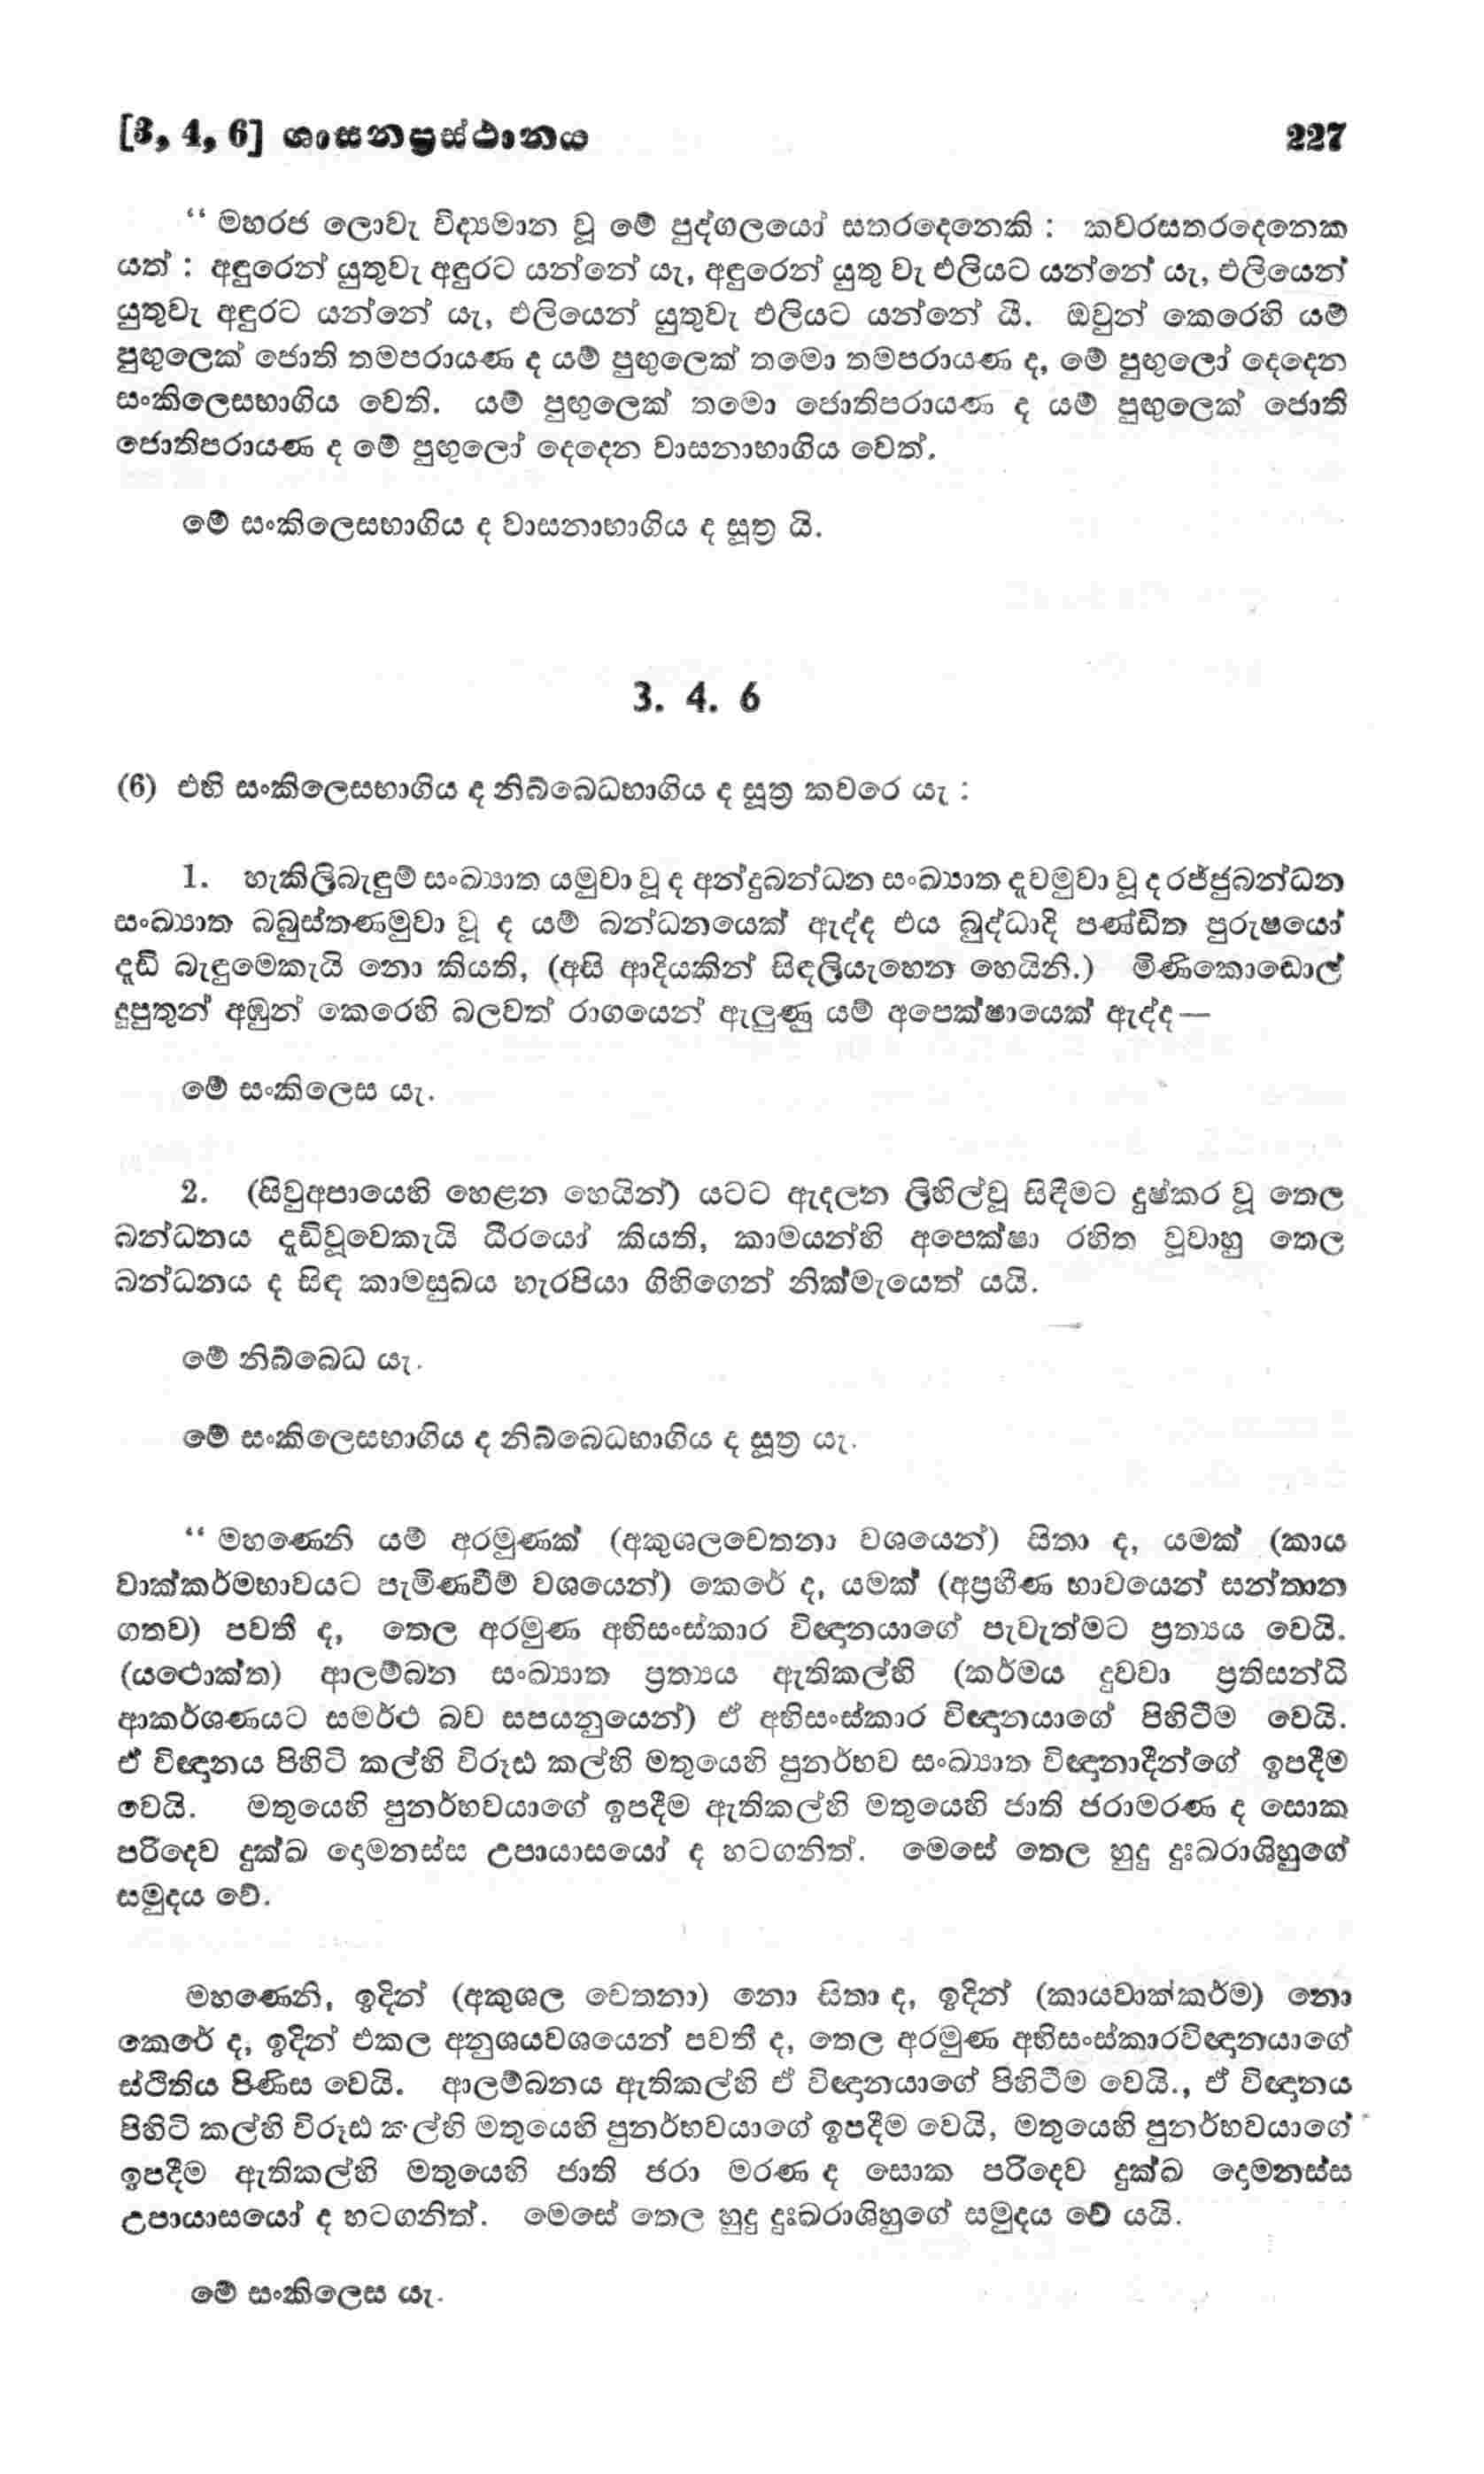 [3, 4, 6] ශාසනප්‍රස්ථානය 227
“ මහරජ ලොවැ විද්‍යමාන වූ මේ පුද්ගලයෝ සතරදෙනෙකි : කවරසතරදෙනෙක
යත් : අඳුරෙන් යුතුවැ අඳුරට යන්නේ යැ, අඳුරෙන් යුතු වැ එලියට යන්නේ යැ, එලියෙන්
යුතුවැ අඳුරට යන්නේ යැ, එලියෙන් යුතුවැ එලියට යන්නේ යී. ඔවුන් කෙරෙහි යම්
පුඟුලෙක් ජොති තමපරායණ ද යම් පුඟුලෙක් තමො තමපරායණ ද, මේ පුඟුලෝ දෙදෙන
සංකිලෙසභාගිය වෙති. යම් පුඟුලෙක් තමො ජොතිපරායණ ද යම් පුඟුලෙක් ජොති
ජොතිපරායණ ද මේ පුඟුලෝ දෙදෙන වාසනාභාගිය වෙත්.
මේ සංකිලෙසභාගිය ද වාසනාභාගිය ද සූත්‍ර යි.
3. 4. 6
(6) එහි සංකිලෙසභාගිය ද නිබ්බෙධභාගිය ද සූත්‍ර කවරෙ යැ :
1. හැකිලිබැඳුම් සංඛ්‍යාත යමුවා වූ ද අන්දුබන්ධන සංඛ්‍යාත දැවමුවා වූ ද රජ්ජුබන්ධන
සංඛ්‍යාත බබුස්තණමුවා වූ ද යම් බන්ධනයෙක් ඇද්ද එය බුද්ධාදි පණ්ඩිත පුරුෂයෝ
දැඩි බැඳුමෙකැයි නො කියති, (අසි ආදියකින් සිඳලියැහෙන හෙයිනි.) මිණිකොඩොල්
දූපුතුන් අඹුන් කෙරෙහි බලවත් රාගයෙන් ඇලුණු යම් අපෙක්ෂායෙක් ඇද්ද—
මේ සංකිලෙස යැ.
2. (සිවුඅපායෙහි හෙළන හෙයින්) යටට ඇදලන ලිහිල්වූ සිඳීමට දුෂ්කර වූ තෙල
බන්ධනය දැඩිවූවෙකැයි ධීරයෝ කියති, කාමයන්හි අපෙක්ෂා රහිත වූවාහු තෙල
බන්ධනය ද සිඳ කාමසුඛය හැරපියා ගිහිගෙන් නික්මැයෙත් යයි.
මේ නිබ්බෙධ යැ.
මේ සංකිලෙසභාගිය ද නිබ්බෙධභාගිය ද සූත්‍ර යැ.
“ මහණෙනි යම් අරමුණක් (අකුශලචෙතනා වශයෙන්) සිතා ද, යමක් (කාය
වාක්කර්මභාවයට පැමිණවීම් වශයෙන්) කෙරේ ද, යමක් (අප්‍රහීණ භාවයෙන් සන්තාන
ගතව) පවතී ද, තෙල අරමුණ අභිසංස්කාර විඥානයාගේ පැවැත්මට ප්‍රත්‍යය වෙයි.
(යථොක්ත) ආලම්බන සංඛ්‍යාත ප්‍රත්‍යය ඇතිකල්හි (කර්මය දුවවා ප්‍රතිසන්ධි
ආකර්ශණයට සමර්ථ බව සපයනුයෙන්) ඒ අභිසංස්කාර විඥානයාගේ පිහිටීම වෙයි.
ඒ විඥානය පිහිටි කල්හි විරූඪ කල්හි මතුයෙහි පුනර්භව සංඛ්‍යාත විඥානාදීන්ගේ ඉපදීම
වෙයි. මතුයෙහි පුනර්භවයාගේ ඉපදීම ඇතිකල්හි මතුයෙහි ජාති ජරාමරණ ද සොක
පරිදෙව දුක්ඛ දොමනස්ස උපායාසයෝ ද හටගනිත්. මෙසේ තෙල හුදු දුඃඛරාශිහුගේ
සමුදය වේ.
මහණෙනි, ඉදින් (අකුශල චෙතනා) නො සිතා ද, ඉදින් (කායවාක්කර්ම) නො
කෙරේ ද, ඉදින් එකල අනුශයවශයෙන් පවතී ද, තෙල අරමුණ අභිසංස්කාරවිඥානයාගේ
ස්ථිතිය පිණිස වෙයි. ආලම්බනය ඇතිකල්හි ඒ විඥානයාගේ පිහිටීම වෙයි., ඒ විඥානය
පිහිටි කල්හි විරූඪ කල්හි මතුයෙහි පුනර්භවයාගේ ඉපදීම වෙයි, මතුයෙහි පුනර්භවයාගේ
ඉපදීම ඇතිකල්හි මතුයෙහි ජාති ජරා මරණ ද සොක පරිදෙව දුක්ඛ දොමනස්ස
උපායාසයෝ ද හටගනිත්. මෙසේ තෙල හුදු දුඃඛරාශිහුගේ සමුදය වේ යයි.
මේ සංකිලෙස යැ.